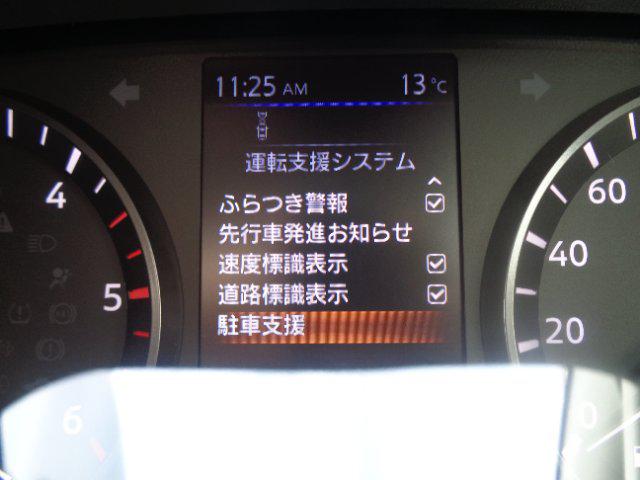 11:25 AM 13°C
運転支援システム
ふらつき警報
先行車発進お知らせ
速度標識表示
道路標識表示
駐車支援
4
5
6
60
40
20
0